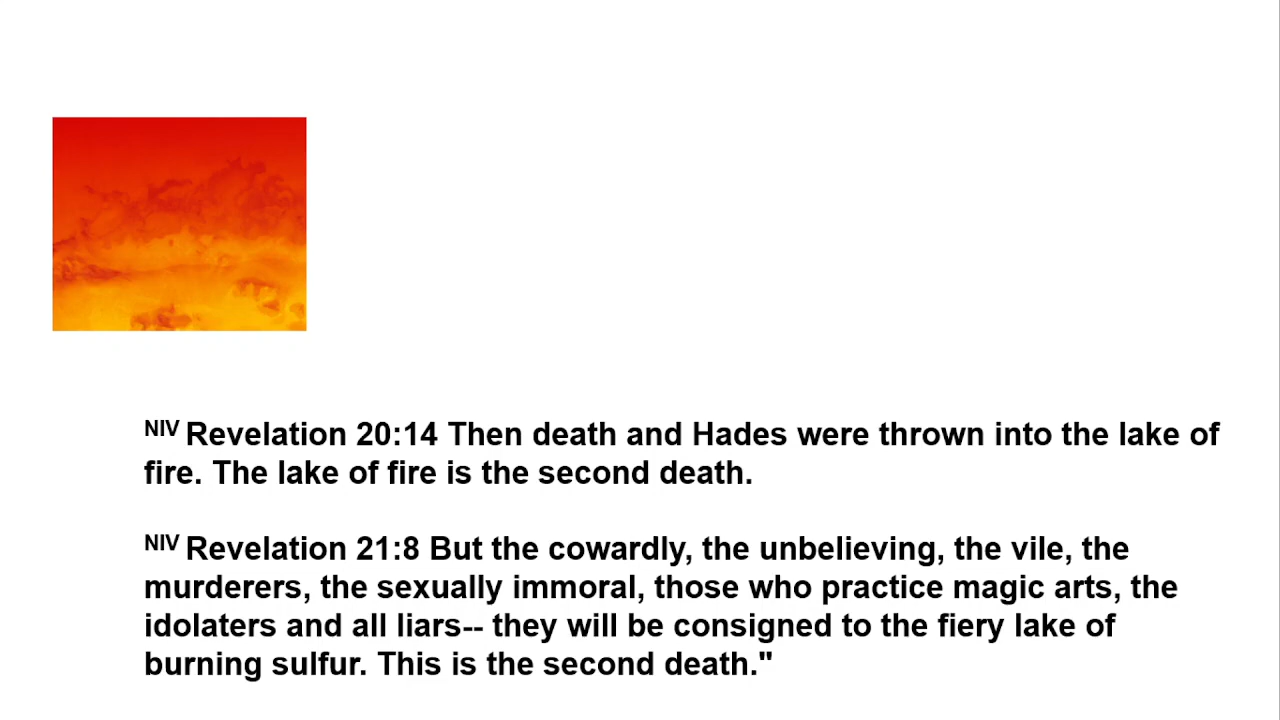 NIV Revelation 20:14 Then death and Hades were thrown into the lake of
fire. The lake of fire is the second death.
NIV Revelation 21:8 But the cowardly, the unbelieving, the vile, the
murderers, the sexually immoral, those who practice magic arts, the
idolaters and all liars-- they will be consigned to the fiery lake of
burning sulfur. This is the second death."